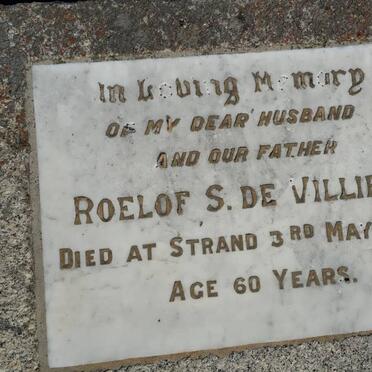 In Loving Memory
OF MY DEAR HUSBAND
AND OUR FATHER
ROELOF S. DE VILLIE
DIED AT STRAND 3RD MAY
AGE 60 YEARS.